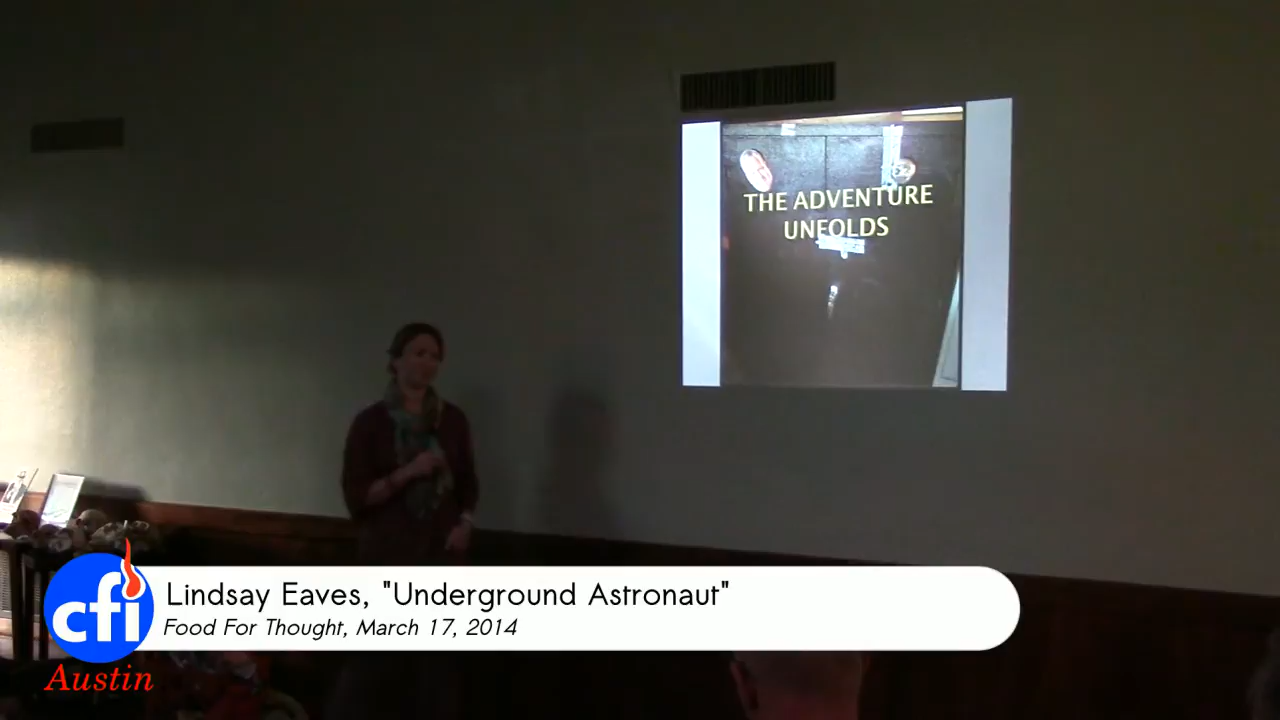 THE ADVENTURE
UNFOLDS
Lindsay Eaves, "Underground Astronaut"
Food For Thought, March 17, 2014
cfi
Austin